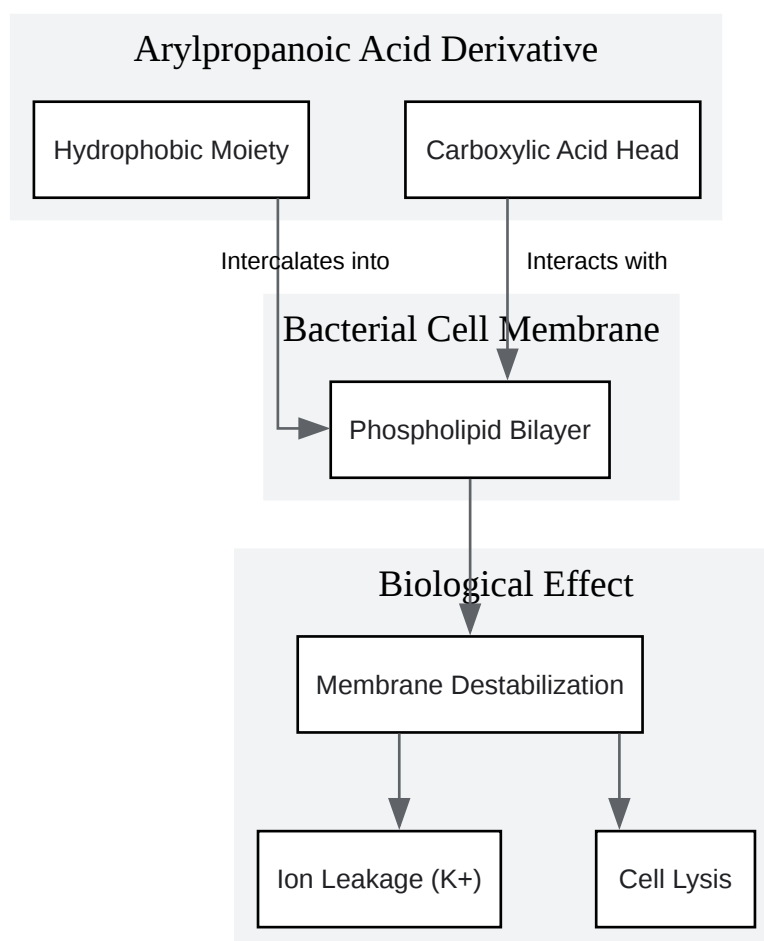 Arylpropanoic Acid Derivative
Hydrophobic Moiety
Carboxylic Acid Head
Intercalates into
Interacts with
Bacterial Cell Membrane
Phospholipid Bilayer
Biological Effect
Membrane Destabilization
Ion Leakage (K+)
Cell Lysis